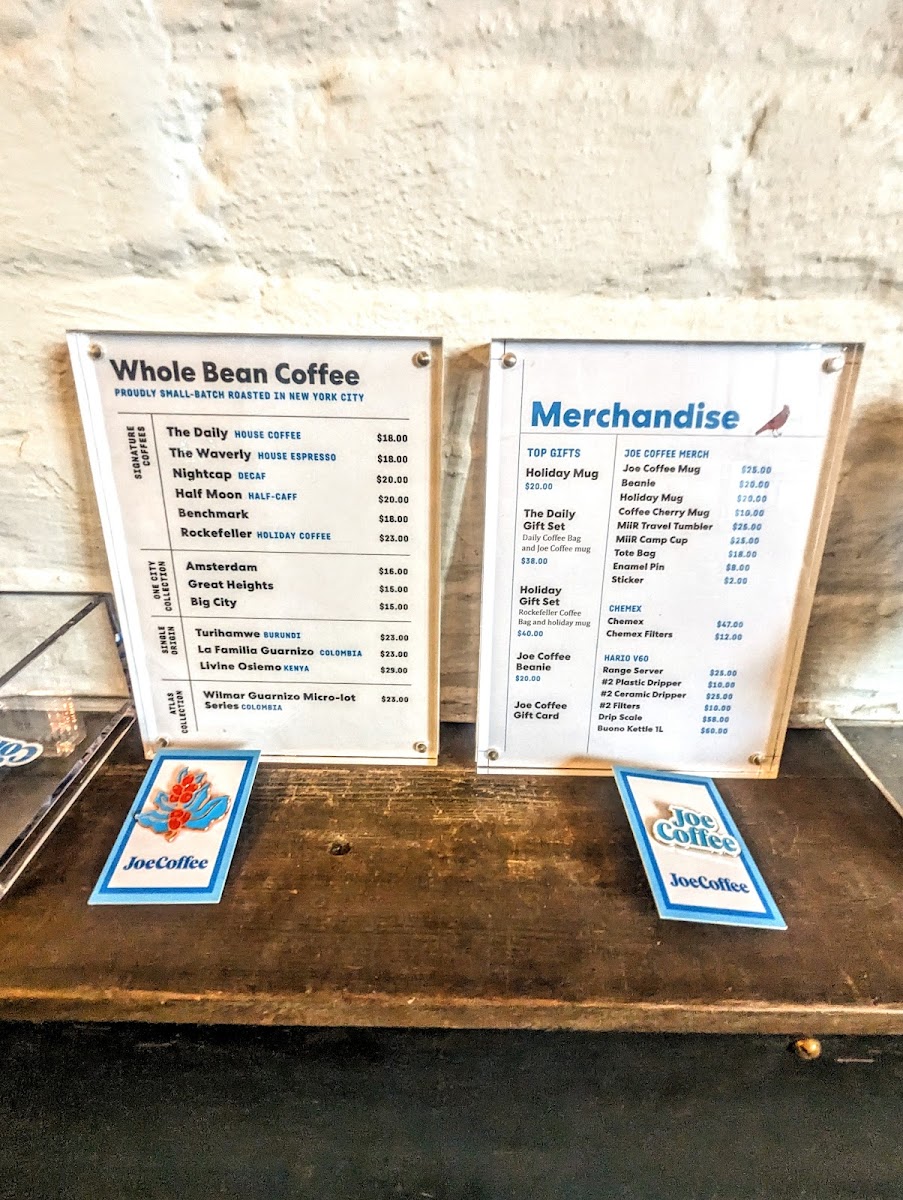 Whole Bean Coffee
PROUDLY SMALL-BATCH ROASTED IN NEW YORK CITY
SIGNATURE
COFFEES
The Daily HOUSE COFFEE $18.00
The Waverly HOUSE ESPRESSO $18.00
Nightcap DECAF $20.00
Half Moon HALF-CAFF $20.00
Benchmark $18.00
Rockefeller HOLIDAY COFFEE $23.00
ONE CITY
COLLECTION
Amsterdam $16.00
Great Heights $15.00
Big City $15.00
SINGLE
ORIGIN
Turihamwe BURUNDI $23.00
La Familia Guarnizo COLOMBIA $23.00
Livine Osiemo KENYA $29.00
ATLAS
COLLECTION
Wilmar Guarnizo Micro-lot $23.00
Series COLOMBIA
Merchandise
TOP GIFTS
Holiday Mug
$20.00
The Daily
Gift Set
Daily Coffee Bag
and Joe Coffee mug
$38.00
Holiday
Gift Set
Rockefeller Coffee
Bag and holiday mug
$40.00
Joe Coffee
Beanie
$20.00
Joe Coffee
Gift Card
JOE COFFEE MERCH
Joe Coffee Mug $25.00
Beanie $20.00
Holiday Mug $20.00
Coffee Cherry Mug
MiiR Travel Tumbler $25.00
MiiR Camp Cup $25.00
Tote Bag $18.00
Enamel Pin $8.00
Sticker $2.00
CHEMEX
Chemex $47.00
Chemex Filters $12.00
HARIO V60
Range Server $25.00
#2 Plastic Dripper $10.00
#2 Ceramic Dripper $25.00
#2 Filters $10.00
Drip Scale
Buono Kettle 1L $60.00
JoeCoffee
Joe
Coffee
JoeCoffee